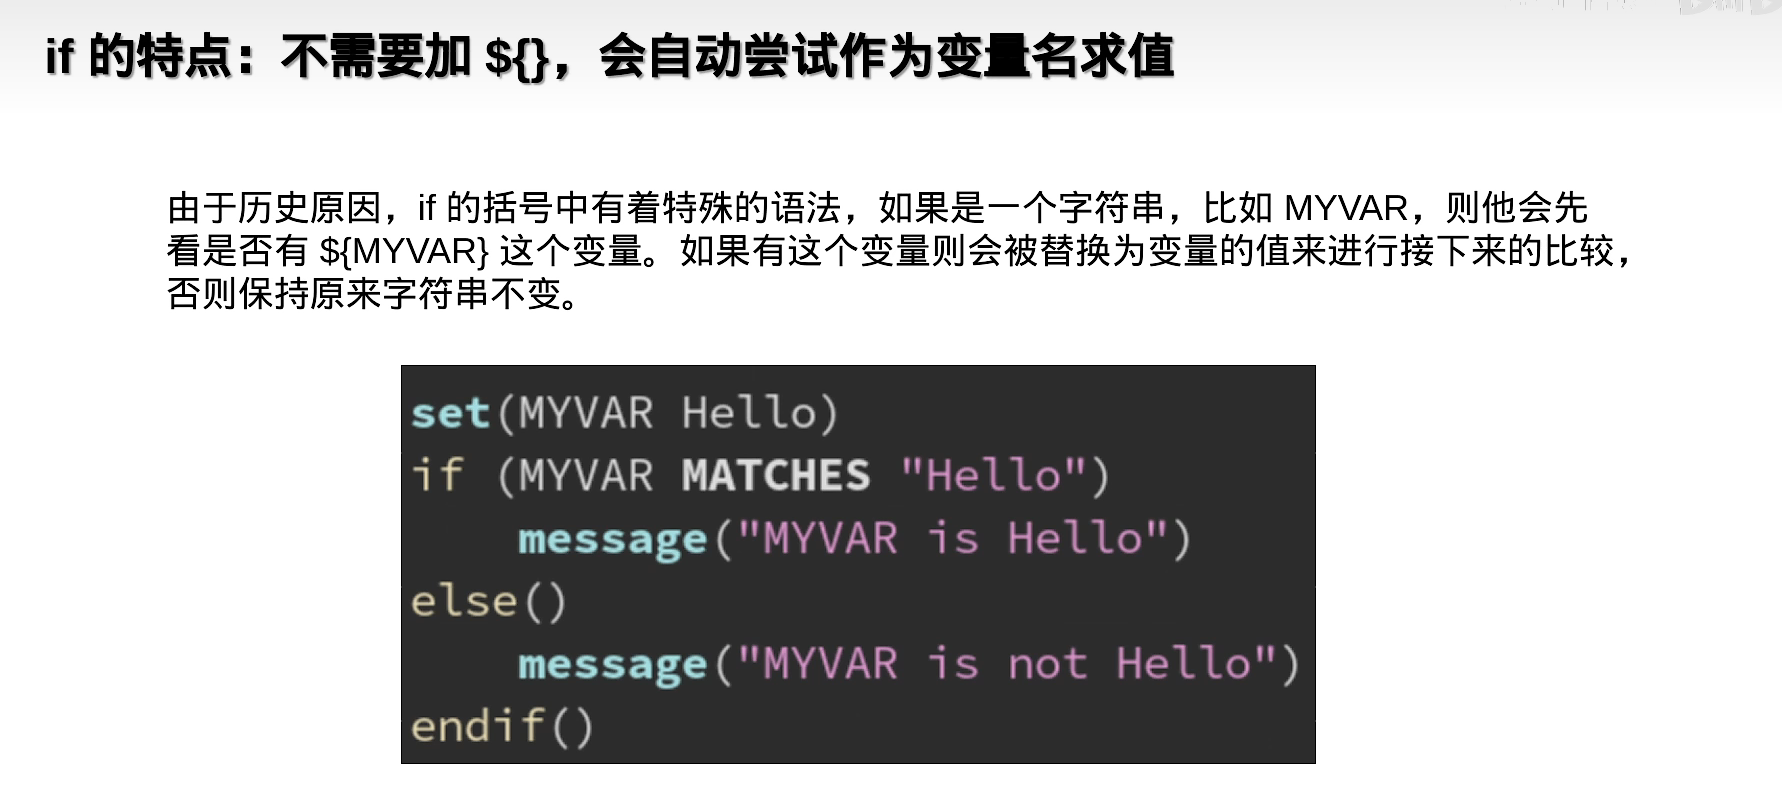 if 的特点：不需要加 ${}，会自动尝试作为变量名求值
由于历史原因，if 的括号中有着特殊的语法，如果是一个字符串，比如 MYVAR，则他会先
看是否有 ${MYVAR} 这个变量。如果有这个变量则会被替换为变量的值来进行接下来的比较，
否则保持原来字符串不变。
set(MYVAR Hello)
if (MYVAR MATCHES "Hello")
    message("MYVAR is Hello")
else()
    message("MYVAR is not Hello")
endif()